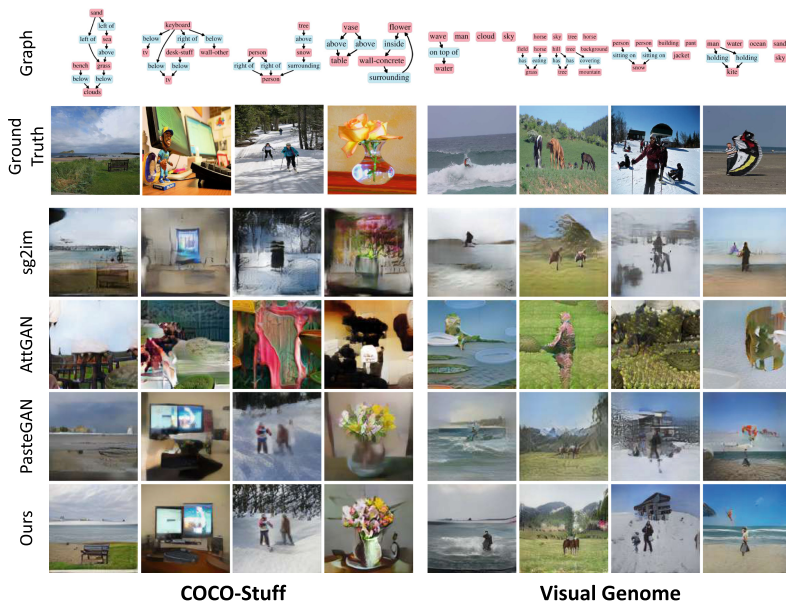 Graph
sand
left of
left of
sea
above
bench
grass
below
below
clouds
keyboard
below
right of
below
tv
desk-stuff
wall-other
below
below
tv
tree
above
person
snow
right of
right of
surrounding
person
vase
flower
above
above
inside
table
wall-concrete
surrounding
wave
man
cloud
sky
on top of
water
horse
sky
tree
horse
field
horse
hill
tree
background
has
eating
has
has
covering
grass
tree
mountain
person
person
building
pant
sitting on
sitting on
jacket
snow
man
water
ocean
sand
holding
holding
sky
kite
Ground
Truth
sg2im
AttGAN
PasteGAN
Ours
COCO-Stuff
Visual Genome